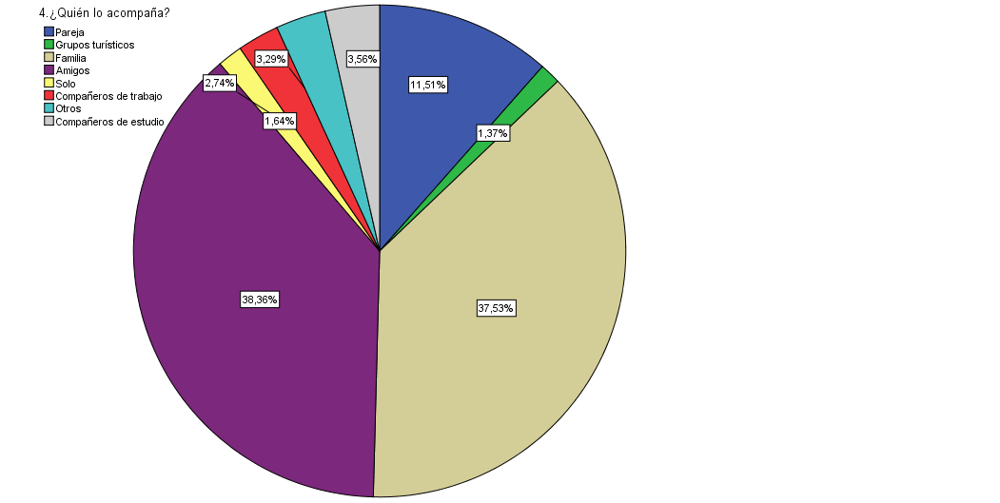 4.¿Quién lo acompaña?
Pareja
Grupos turísticos
Familia
Amigos
Solo
Compañeros de trabajo
Otros
Compañeros de estudio
3,29%
3,56%
2,74%
11,51%
1,64%
1,37%
38,36%
37,53%